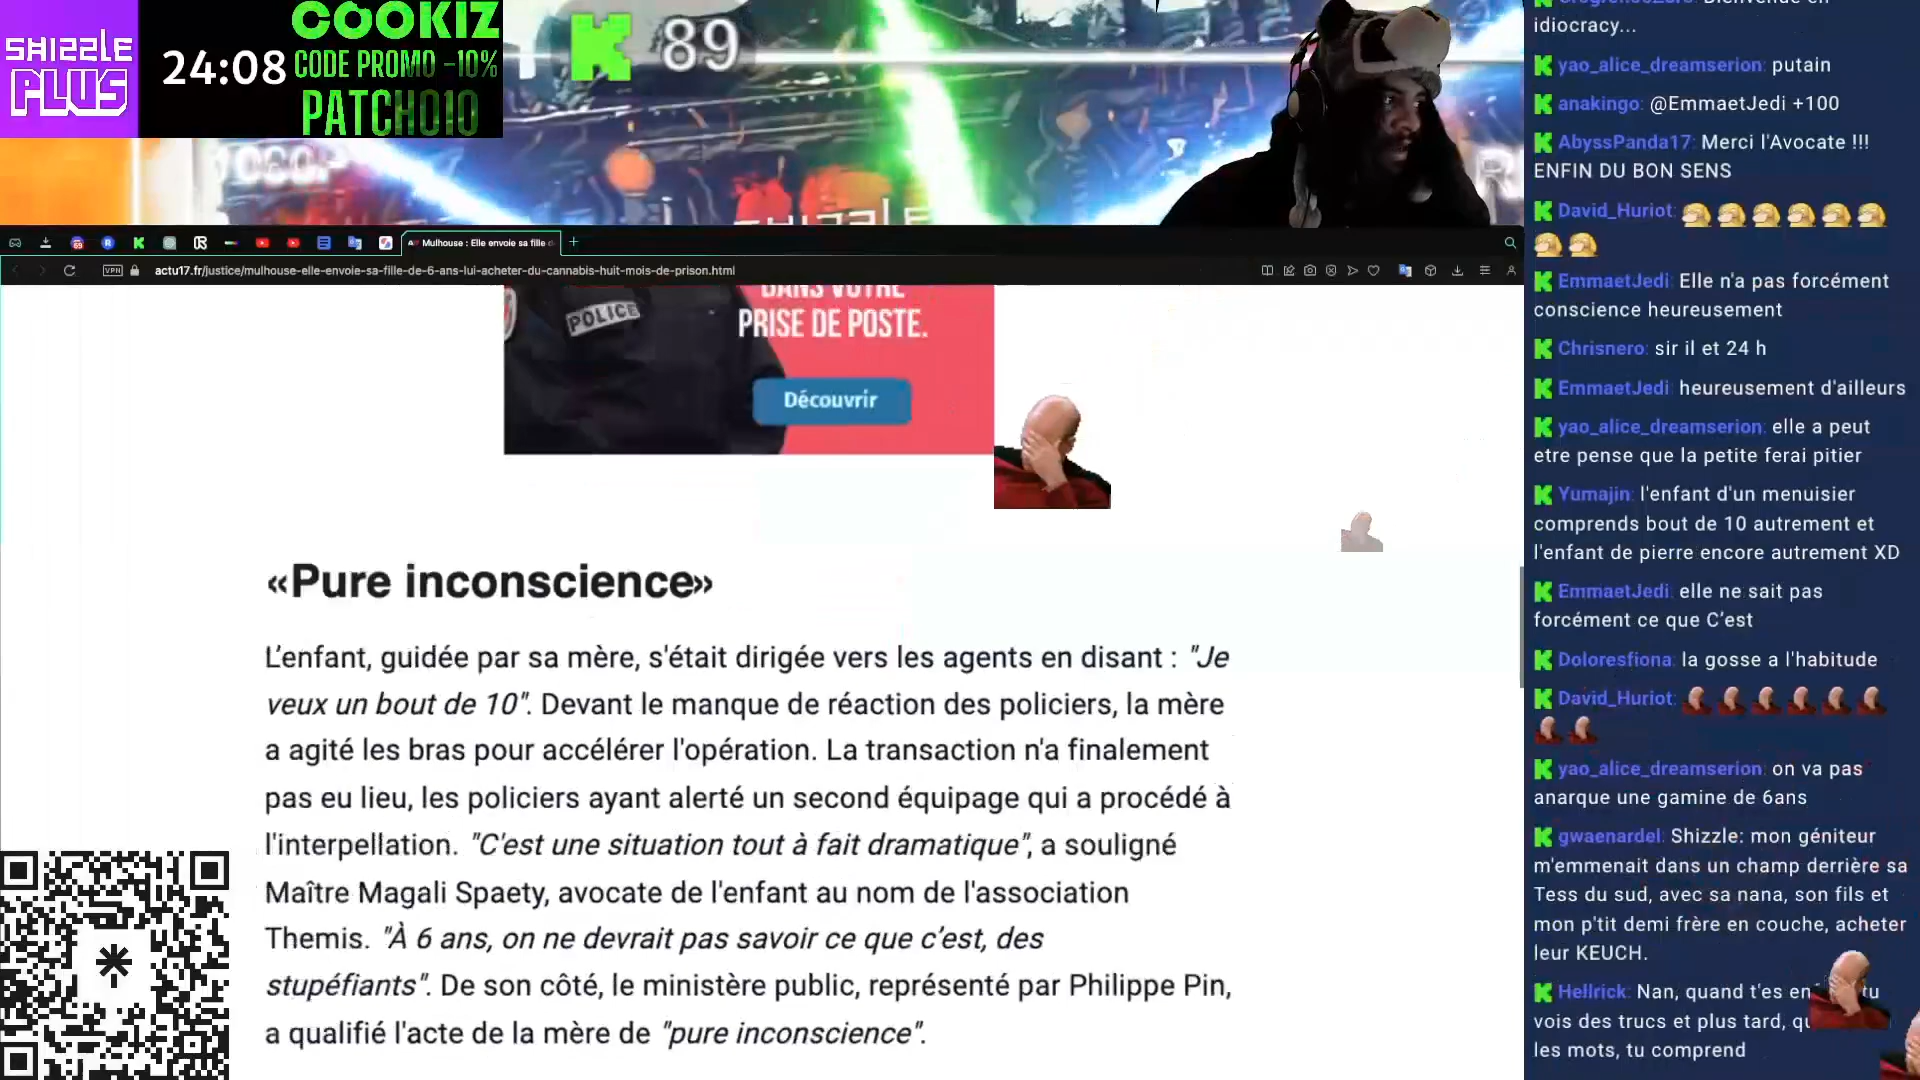 SHIZZLE
PLUS
24:08
COOKIZ
CODE PROMO -10%
PATCHO10
89
Mulhouse : Elle envoie sa fille d
VPN
actu17.fr/justice/mulhouse-elle-envoie-sa-fille-de-6-ans-lui-acheter-du-cannabis-huit-mois-de-prison.html
POLICE
DANS VOTRE
PRISE DE POSTE.
Découvrir
«Pure inconscience»
L’enfant, guidée par sa mère, s'était dirigée vers les agents en disant : "Je
veux un bout de 10". Devant le manque de réaction des policiers, la mère
a agité les bras pour accélérer l'opération. La transaction n'a finalement
pas eu lieu, les policiers ayant alerté un second équipage qui a procédé à
l'interpellation. "C'est une situation tout à fait dramatique", a souligné
Maître Magali Spaety, avocate de l'enfant au nom de l'association
Themis. "À 6 ans, on ne devrait pas savoir ce que c’est, des
stupéfiants". De son côté, le ministère public, représenté par Philippe Pin,
a qualifié l'acte de la mère de "pure inconscience".
idiocracy...
yao_alice_dreamserion: putain
anakingo: @EmmaetJedi +100
AbyssPanda17: Merci l'Avocate !!!
ENFIN DU BON SENS
David_Huriot:
EmmaetJedi: Elle n'a pas forcément
conscience heureusement
Chrisnero: sir il et 24 h
EmmaetJedi: heureusement d'ailleurs
yao_alice_dreamserion: elle a peut
etre pense que la petite ferai pitier
Yumajin: l'enfant d'un menuisier
comprends bout de 10 autrement et
l'enfant de pierre encore autrement XD
EmmaetJedi: elle ne sait pas
forcément ce que C’est
Doloresfiona: la gosse a l'habitude
David_Huriot:
yao_alice_dreamserion: on va pas
anarque une gamine de 6ans
gwaenardel: Shizzle: mon géniteur
m'emmenait dans un champ derrière sa
Tess du sud, avec sa nana, son fils et
mon p'tit demi frère en couche, acheter
leur KEUCH.
Hellrick: Nan, quand t'es en tu
vois des trucs et plus tard,
les mots, tu comprend